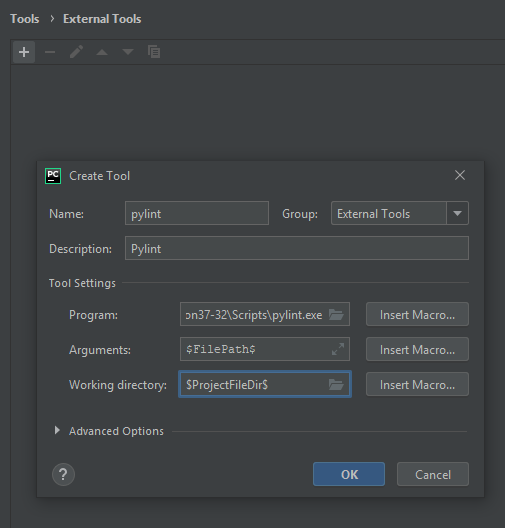 Tools › External Tools
PC Create Tool
Name: pylint Group: External Tools
Description: Pylint
Tool Settings
Program: on37-32\Scripts\pylint.exe Insert Macro...
Arguments: $FilePath$ Insert Macro...
Working directory: $ProjectFileDir$ Insert Macro...
Advanced Options
? OK Cancel